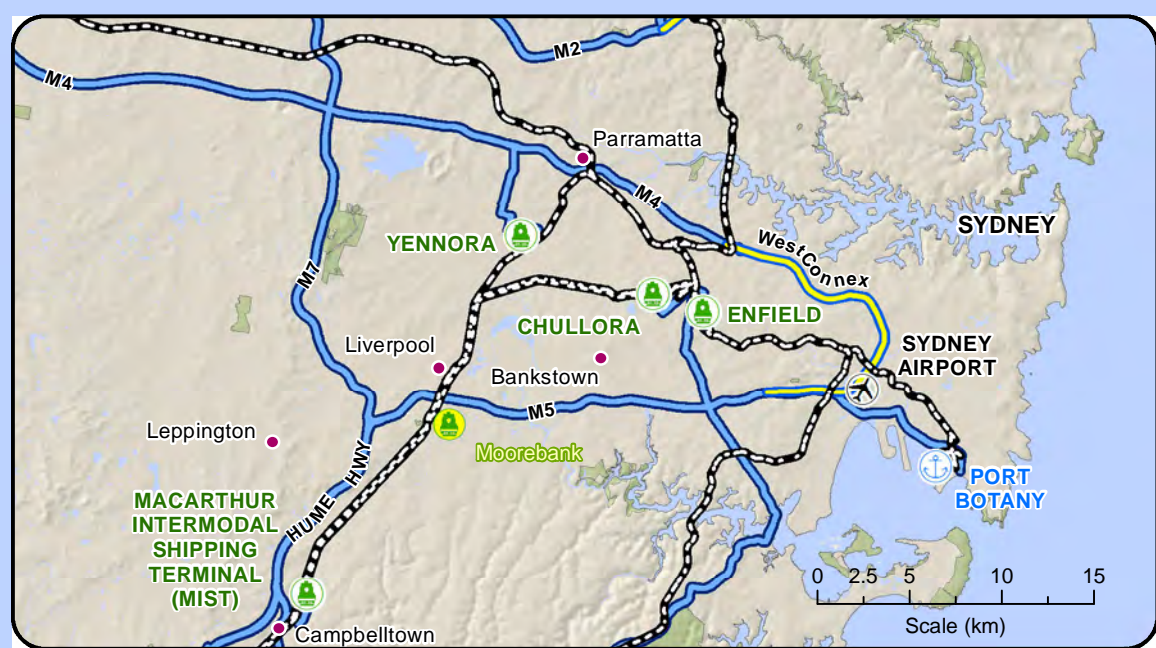 M2
M4
Parramatta
M4
SYDNEY
YENNORA
WestConnex
M7
CHULLORA
ENFIELD
Liverpool
SYDNEY
AIRPORT
Bankstown
M5
Leppington
Moorebank
HUME HWY
PORT
BOTANY
MACARTHUR
INTERMODAL
SHIPPING
TERMINAL
(MIST)
0 2.5 5 10 15
Scale (km)
Campbelltown